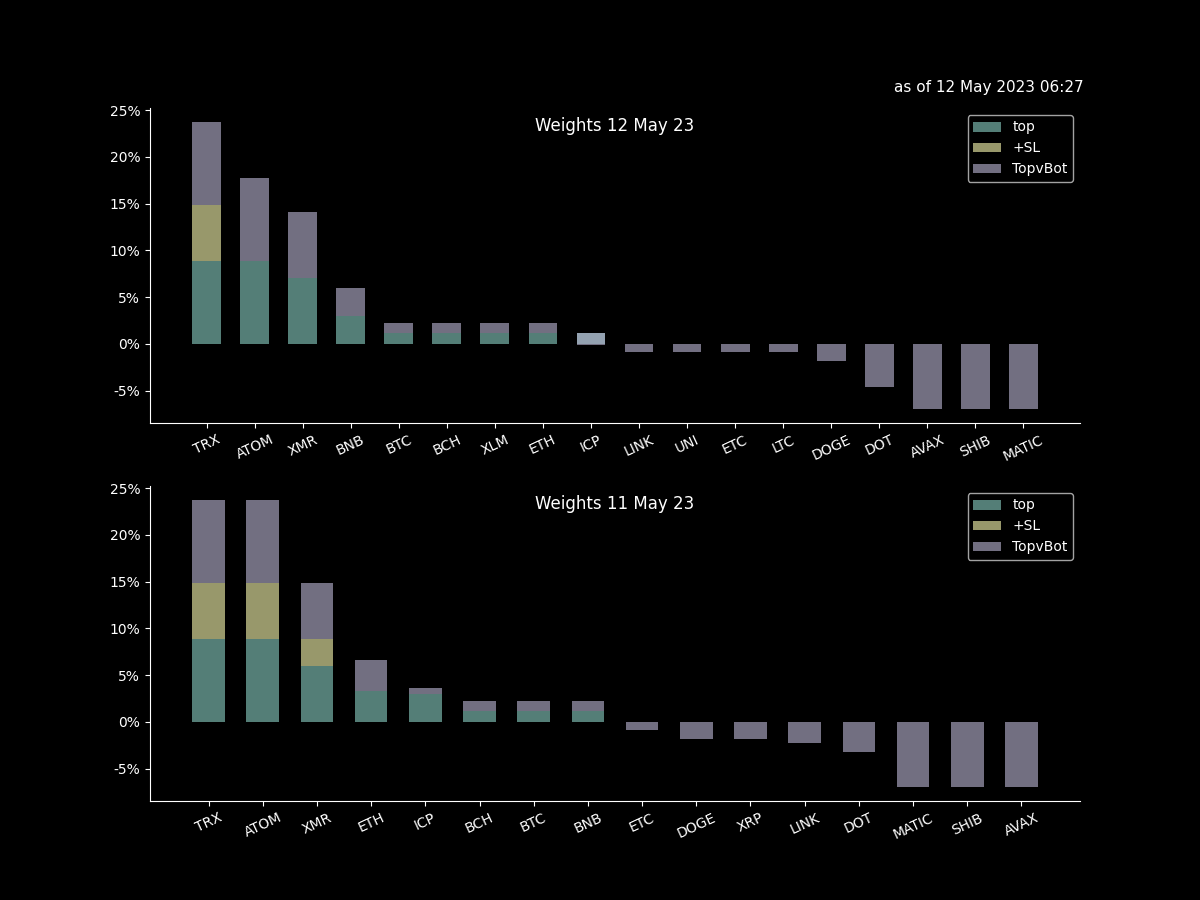 as of 12 May 2023 06:27
Weights 12 May 23
top
+SL
TopvBot
25%
20%
15%
10%
5%
0%
-5%
TRX ATOM XMR BNB BTC BCH XLM ETH ICP LINK UNI ETC LTC DOGE DOT AVAX SHIB MATIC
Weights 11 May 23
top
+SL
TopvBot
25%
20%
15%
10%
5%
0%
-5%
TRX ATOM XMR ETH ICP BCH BTC BNB ETC DOGE XRP LINK DOT MATIC SHIB AVAX